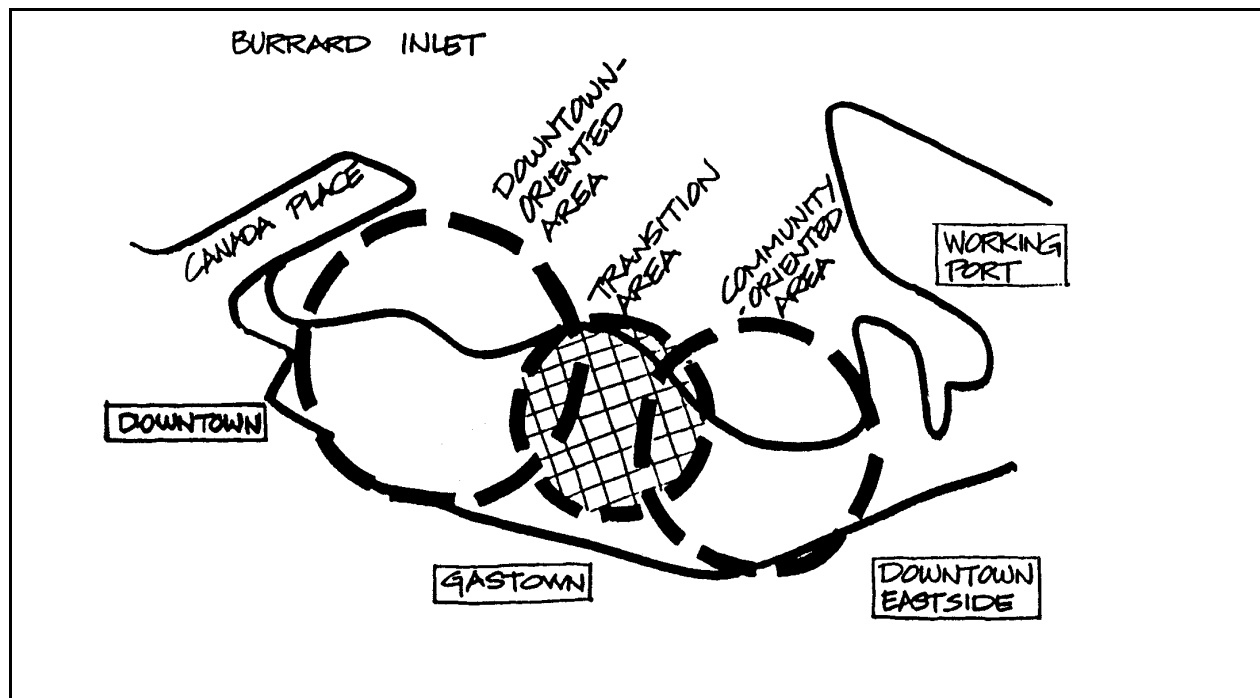 BURRARD INLET
DOWNTOWN-
ORIENTED
AREA
CANADA PLACE
TRANSITION
AREA
COMMUNITY
-ORIENTED
AREA
WORKING
PORT
DOWNTOWN
GASTOWN
DOWNTOWN
EASTSIDE